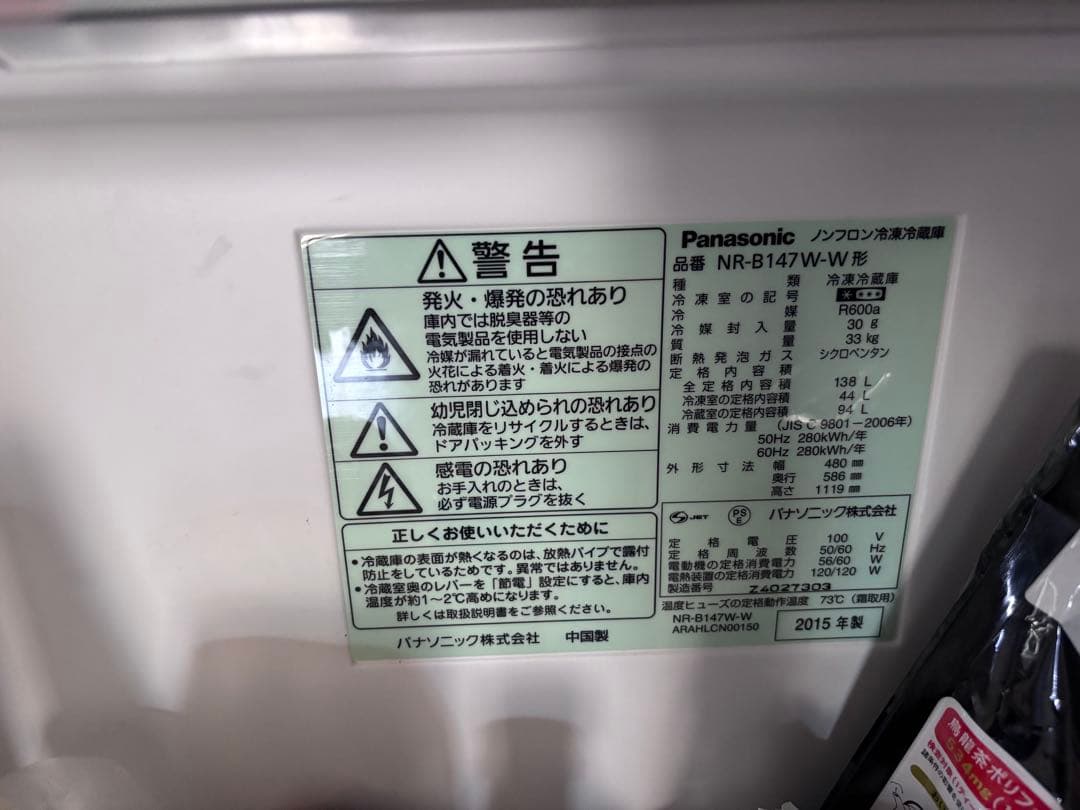 警告
発火・爆発の恐れあり
庫内では脱臭器等の
電気製品を使用しない
冷媒が漏れていると電気製品の接点の
火花による着火・着火による爆発の
恐れがあります
幼児閉じ込められの恐れあり
冷蔵庫をリサイクルするときは、
ドアパッキングを外す
感電の恐れあり
お手入れのときは、
必ず電源プラグを抜く
正しくお使いいただくために
•冷蔵庫の表面が熱くなるのは、放熱パイプで露付
防止をしているためです。異常ではありません。
•冷蔵室奥のレバーを「節電」設定にすると、庫内
温度が約1〜2℃高めになります。
詳しくは取扱説明書をご参照ください。
パナソニック株式会社 中国製
Panasonic ノンフロン冷凍冷蔵庫
品番 NR-B147W-W形
種類 冷凍冷蔵庫
冷凍室の記号
冷媒 R600a
冷媒封入量 30 g
質量 33 kg
断熱発泡ガス シクロペンタン
定格内容積
全定格内容積 138 L
冷凍室の定格内容積 44 L
冷蔵室の定格内容積 94 L
消費電力量 (JIS C 9801-2006年)
50Hz 280kWh/年
60Hz 280kWh/年
外形寸法 幅 480 mm
奥行 586 mm
高さ 1119 mm
JET PS E パナソニック株式会社
定格電圧 100 V
定格周波数 50/60 Hz
電動機の定格消費電力 56/60 W
電熱装置の定格消費電力 120/120 W
製造番号 Z4027303
温度ヒューズの定格動作温度 73℃ (霜取用)
NR-B147W-W
ARAHLCN00150
2015年製
烏龍茶ポリフ
534mg